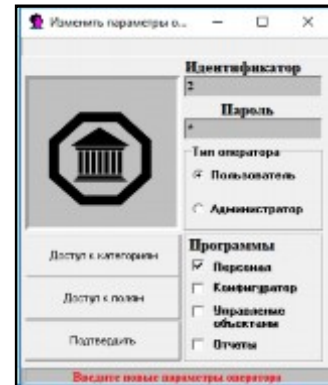 Изменить параметры о...
Идентификатор
2
Пароль
*
Тип оператора
Пользователь
Администратор
Доступ к категориям
Доступ к полям
Подтвердить
Программы
Персонал
Конфигуратор
Управление
объектами
Отчеты
Введите новые параметры оператора